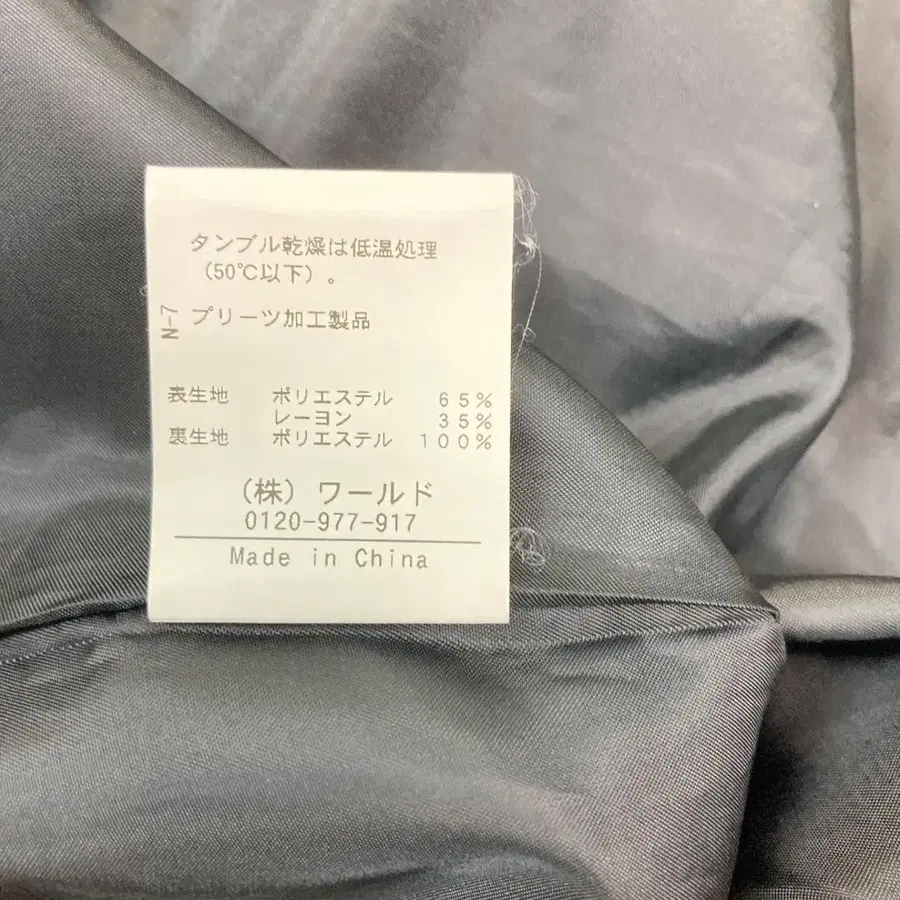 タンブル乾燥は低温処理
（50℃以下）。
N-7 プリーツ加工製品
表生地 ポリエステル 65%
レーヨン 35%
裏生地 ポリエステル 100%
（株）ワールド
0120-977-917
Made in China